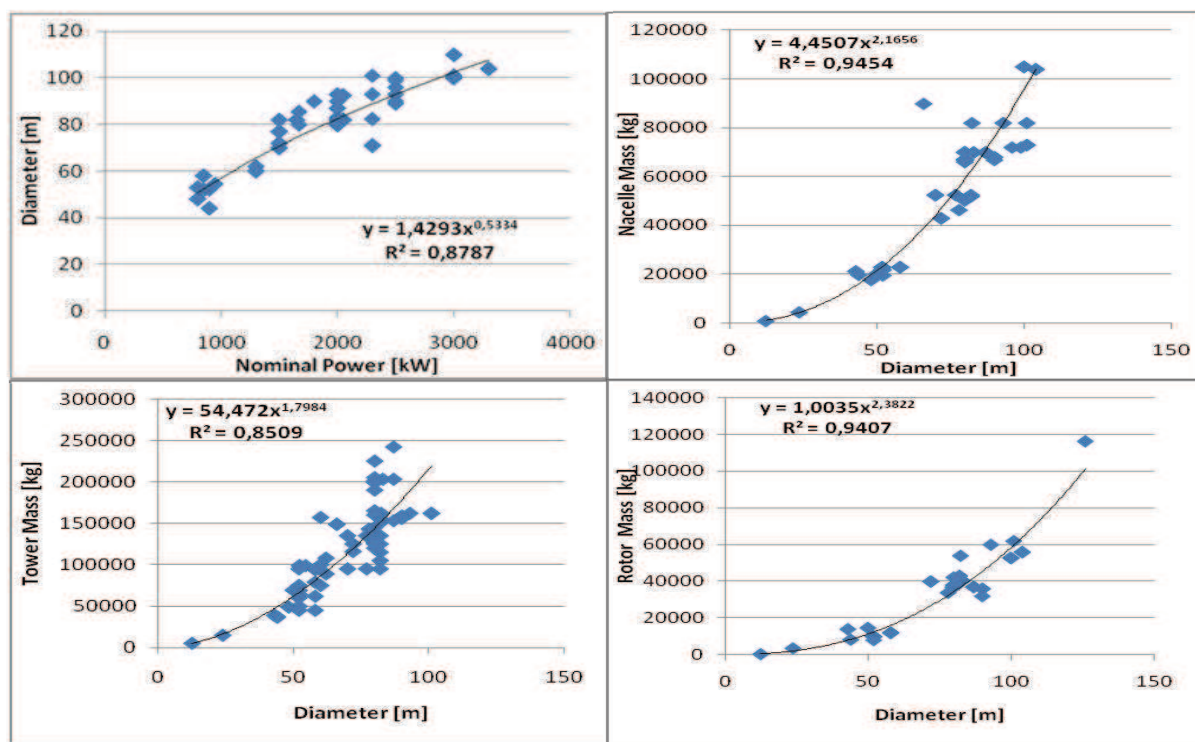 120
100
80
60
40
20
0
Diameter [m]
y = 1,4293x^0,5334
R² = 0,8787
0 1000 2000 3000 4000
Nominal Power [kW]
y = 4,4507x^2,1656
R² = 0,9454
120000
100000
80000
60000
40000
20000
0
Nacelle Mass [kg]
0 50 100 150
Diameter [m]
300000
250000
200000
150000
100000
50000
0
Tower Mass [kg]
y = 54,472x^1,7984
R² = 0,8509
0 50 100 150
Diameter [m]
140000
120000
100000
80000
60000
40000
20000
0
Rotor Mass [kg]
y = 1,0035x^2,3822
R² = 0,9407
0 50 100 150
Diameter [m]